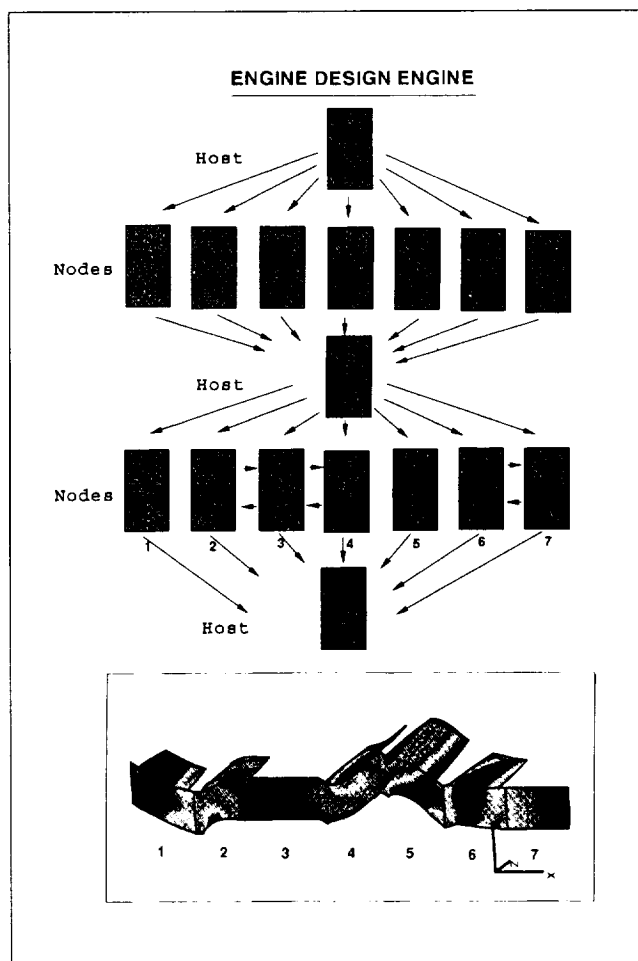 ENGINE DESIGN ENGINE
Host
Nodes
Host
Nodes
1 2 3 4 5 6 7
Host
1 2 3 4 5 6 7
Z
X